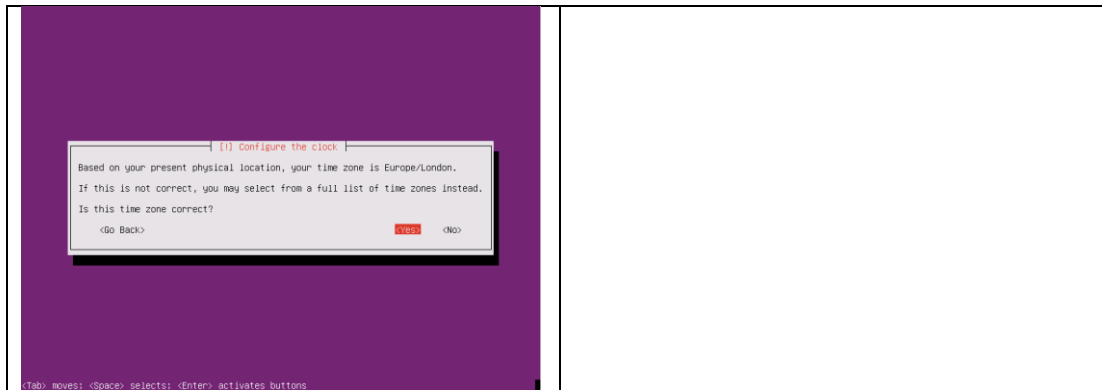 [!] Configure the clock
Based on your present physical location, your time zone is Europe/London.
If this is not correct, you may select from a full list of time zones instead.
Is this time zone correct?
<Go Back> <Yes> <No>
<Tab> moves; <Space> selects; <Enter> activates buttons